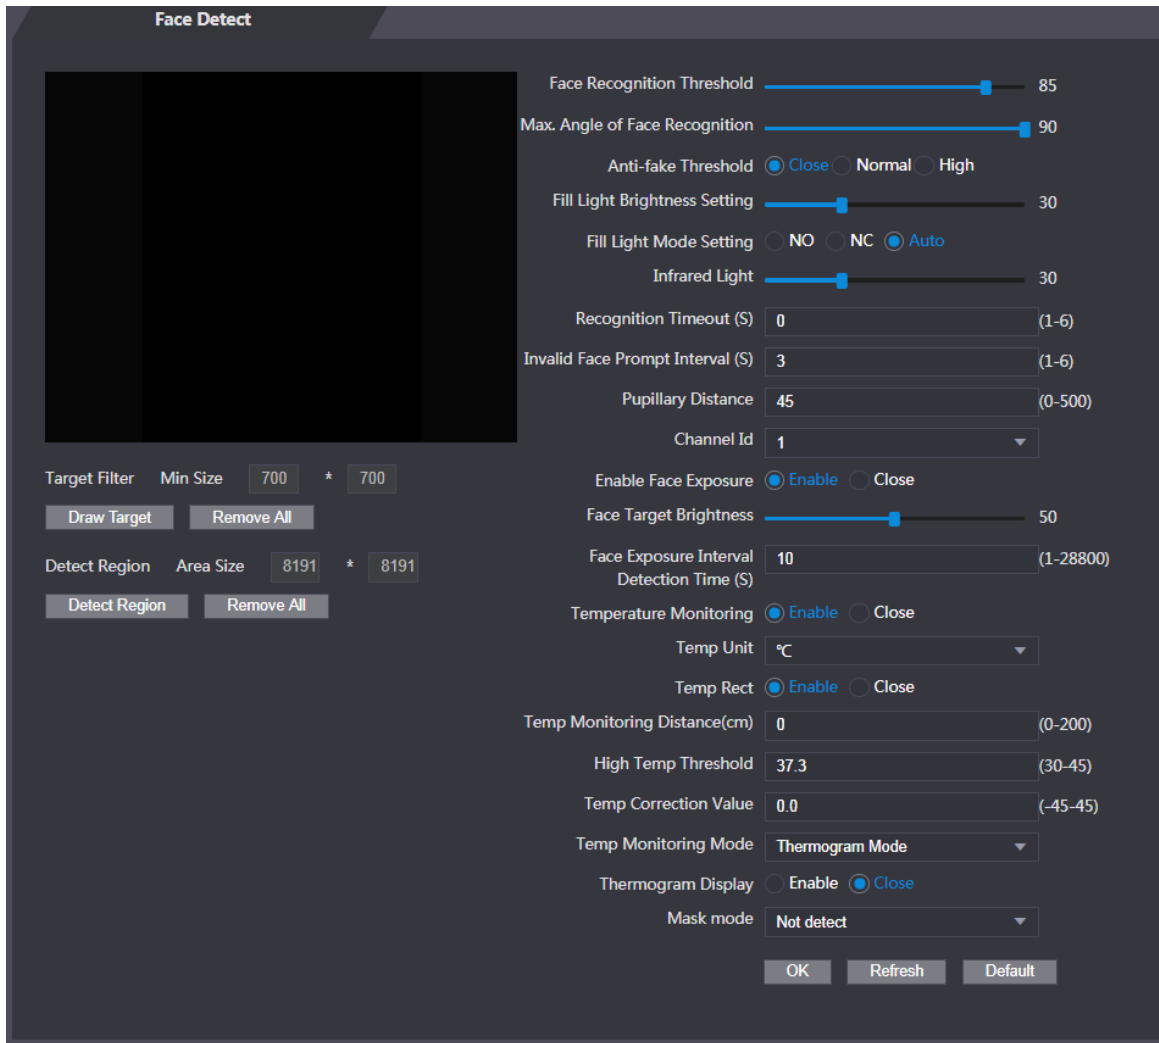 Face Detect
Face Recognition Threshold 85
Max. Angle of Face Recognition 90
Anti-fake Threshold Close Normal High
Fill Light Brightness Setting 30
Fill Light Mode Setting NO NC Auto
Infrared Light 30
Recognition Timeout (S) 0 (1-6)
Invalid Face Prompt Interval (S) 3 (1-6)
Pupillary Distance 45 (0-500)
Channel Id 1
Target Filter Min Size 700 * 700
Draw Target Remove All
Detect Region Area Size 8191 * 8191
Detect Region Remove All
Enable Face Exposure Enable Close
Face Target Brightness 50
Face Exposure Interval
Detection Time (S) 10 (1-28800)
Temperature Monitoring Enable Close
Temp Unit ℃
Temp Rect Enable Close
Temp Monitoring Distance(cm) 0 (0-200)
High Temp Threshold 37.3 (30-45)
Temp Correction Value 0.0 (-45-45)
Temp Monitoring Mode Thermogram Mode
Thermogram Display Enable Close
Mask mode Not detect
OK Refresh Default